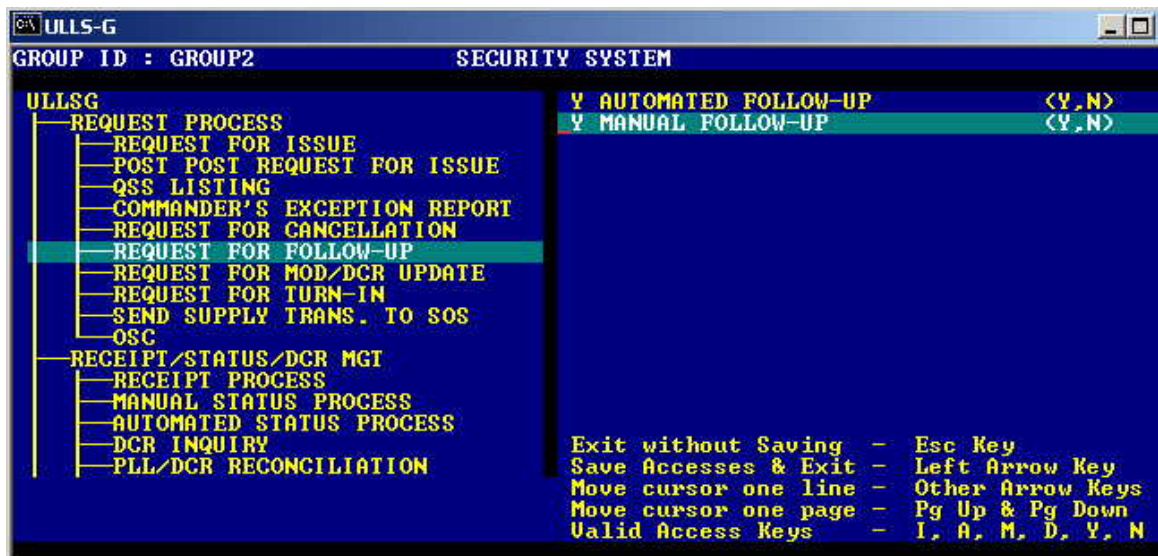 ULLS-G
GROUP ID : GROUP2 SECURITY SYSTEM
ULLSG
REQUEST PROCESS
REQUEST FOR ISSUE
POST POST REQUEST FOR ISSUE
QSS LISTING
COMMANDER'S EXCEPTION REPORT
REQUEST FOR CANCELLATION
REQUEST FOR FOLLOW-UP
REQUEST FOR MOD/DCR UPDATE
REQUEST FOR TURN-IN
SEND SUPPLY TRANS. TO SOS
OSC
RECEIPT/STATUS/DCR MGT
RECEIPT PROCESS
MANUAL STATUS PROCESS
AUTOMATED STATUS PROCESS
DCR INQUIRY
PLL/DCR RECONCILIATION
Y AUTOMATED FOLLOW-UP (Y,N)
Y MANUAL FOLLOW-UP (Y,N)
Exit without Saving - Esc Key
Save Accesses & Exit - Left Arrow Key
Move cursor one line - Other Arrow Keys
Move cursor one page - Pg Up & Pg Down
Valid Access Keys - I, A, M, D, Y, N